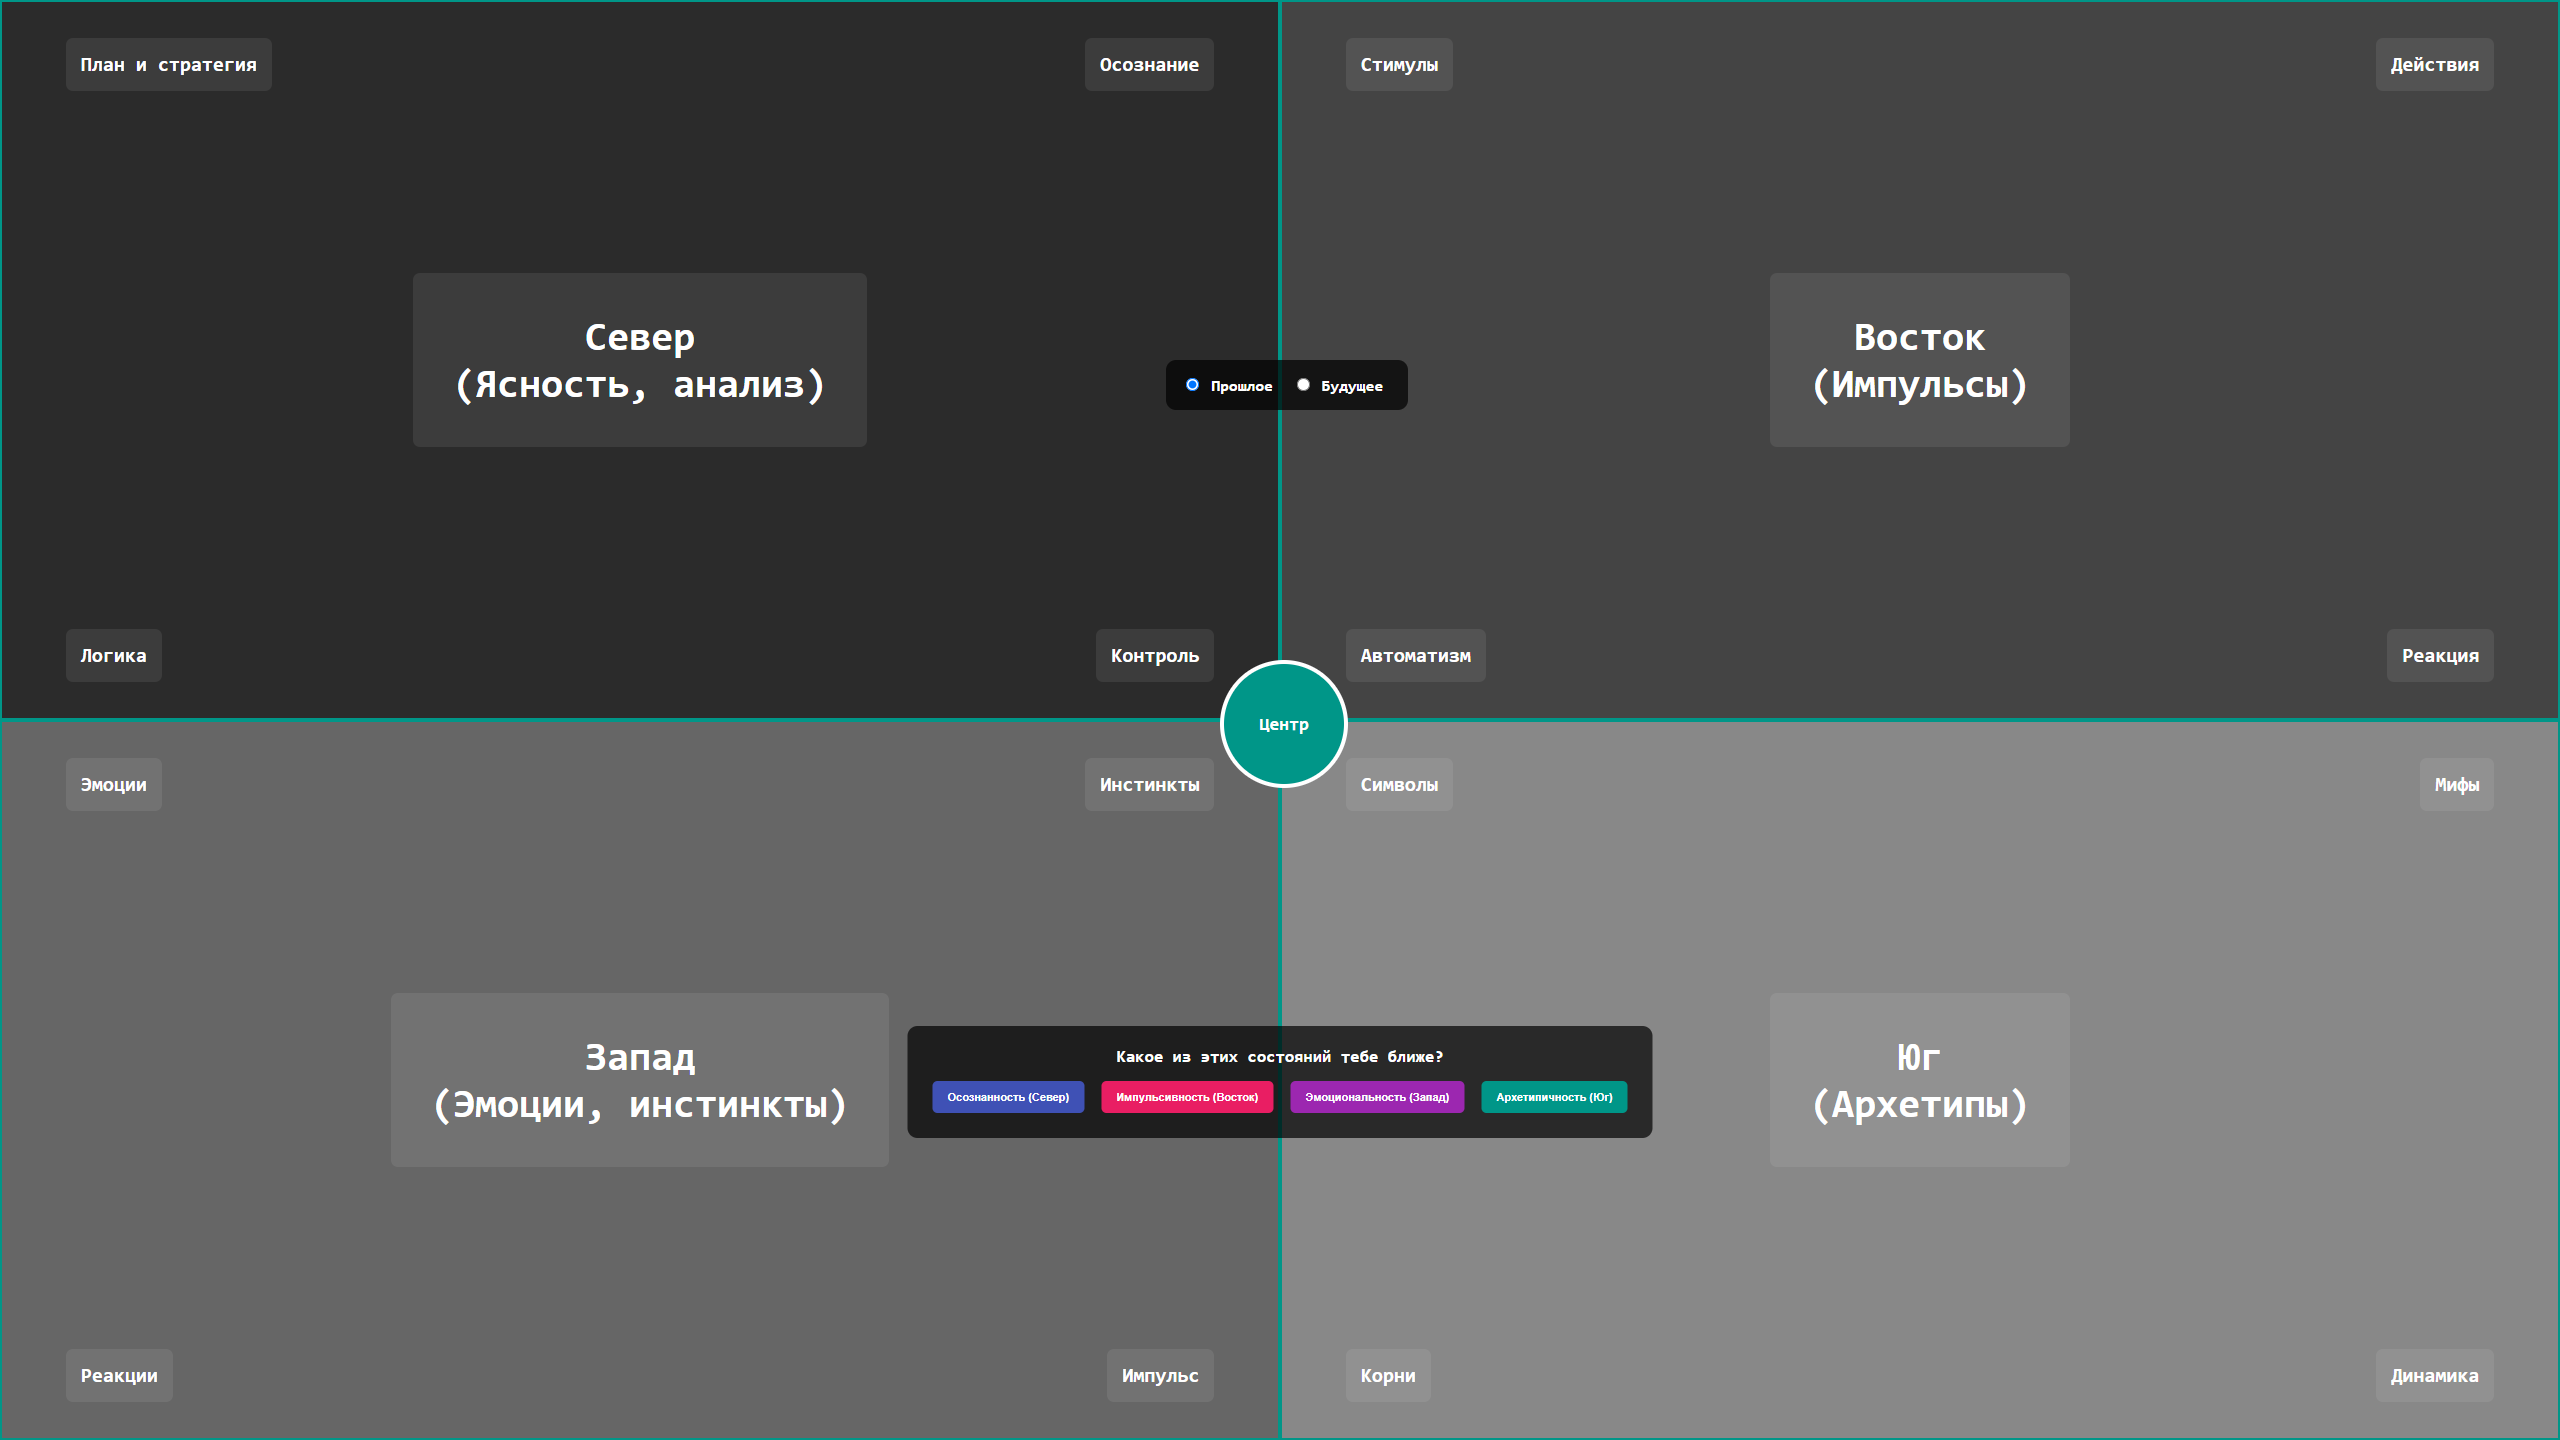 План и стратегия
Осознание
Север
(Ясность, анализ)
Логика
Контроль
Стимулы
Действия
Восток
(Импульсы)
Автоматизм
Реакция
Прошлое
Будущее
Центр
Эмоции
Инстинкты
Запад
(Эмоции, инстинкты)
Реакции
Импульс
Символы
Мифы
Юг
(Архетипы)
Корни
Динамика
Какое из этих состояний тебе ближе?
Осознанность (Север)
Импульсивность (Восток)
Эмоциональность (Запад)
Архетипичность (Юг)